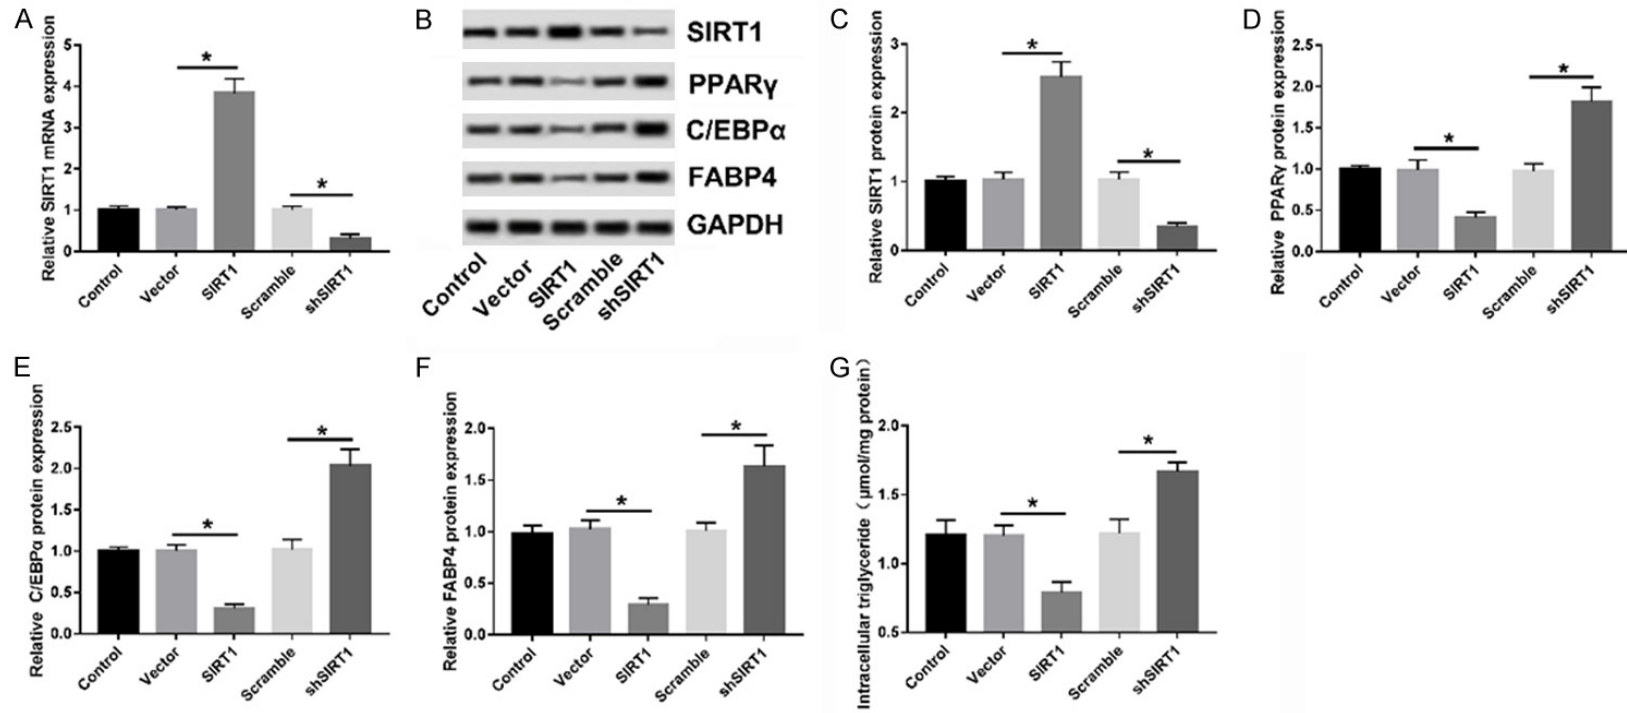 A
Relative SIRT1 mRNA expression
5
4
3
2
1
0
*
*
Control
Vector
SIRT1
Scramble
shSIRT1
B
SIRT1
PPARγ
C/EBPα
FABP4
GAPDH
Control
Vector
SIRT1
Scramble
shSIRT1
C
Relative SIRT1 protein expression
3
2
1
0
*
*
Control
Vector
SIRT1
Scramble
shSIRT1
D
Relative PPARγ protein expression
2.5
2.0
1.5
1.0
0.5
0.0
*
*
Control
Vector
SIRT1
Scramble
shSIRT1
E
Relative C/EBPα protein expression
2.5
2.0
1.5
1.0
0.5
0.0
*
*
Control
Vector
SIRT1
Scramble
shSIRT1
F
Relative FABP4 protein expression
2.0
1.5
1.0
0.5
0.0
*
*
Control
Vector
SIRT1
Scramble
shSIRT1
G
Intracellular triglyceride（μmol/mg protein）
2.0
1.5
1.0
0.5
*
*
Control
Vector
SIRT1
Scramble
shSIRT1